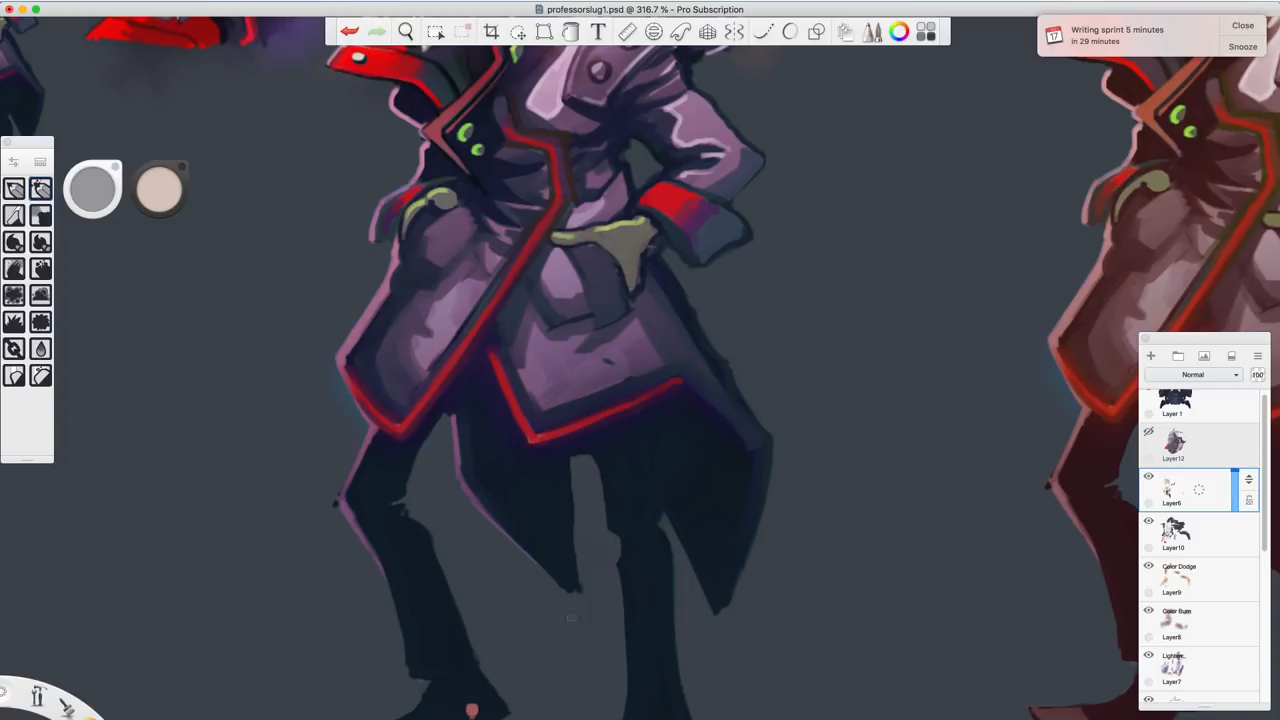 professorslug1.psd @ 316.7 % - Pro Subscription
T
17
Writing sprint 5 minutes
in 29 minutes
Close
Snooze
Normal
100
Layer 1
Layer12
Layer6
Layer10
Color Dodge
Layer9
Color Burn
Layer8
Lighten...
Layer7